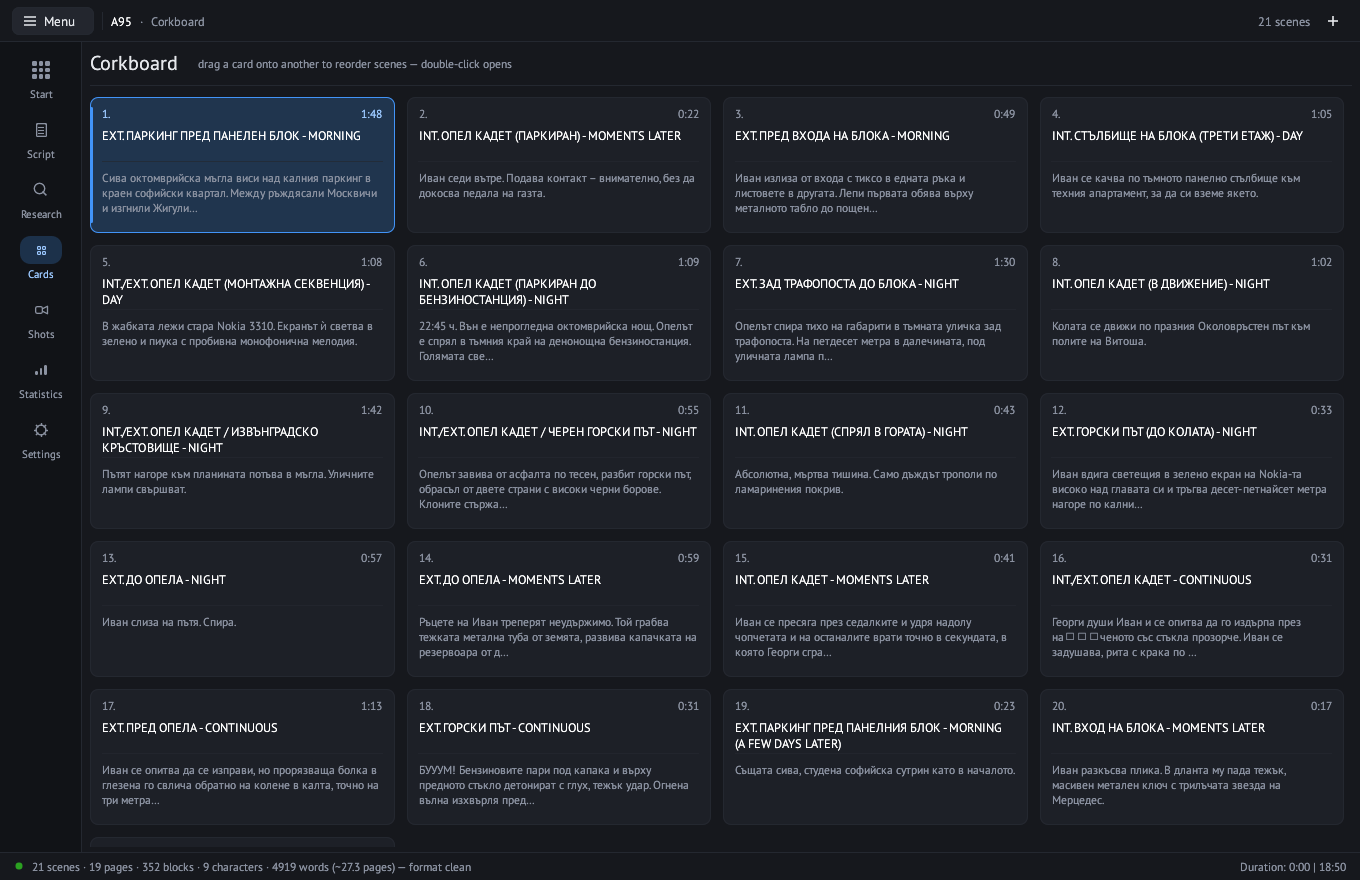 Menu
A95 · Corkboard
21 scenes +
Start
Script
Research
Cards
Shots
Statistics
Settings
Corkboard
drag a card onto another to reorder scenes — double-click opens
1. 1:48
EXT. ПАРКИНГ ПРЕД ПАНЕЛЕН БЛОК - MORNING
Сива октомврийска мъгла виси над калния паркинг в
краен софийски квартал. Между ръждясали Москвичи
и изгнили Жигули...
2. 0:22
INT. ОПЕЛ КАДЕТ (ПАРКИРАН) - MOMENTS LATER
Иван седи вътре. Подава контакт – внимателно, без да
докосва педала на газта.
3. 0:49
EXT. ПРЕД ВХОДА НА БЛОКА - MORNING
Иван излиза от входа с тиксо в едната ръка и
листовете в другата. Лепи първата обява върху
металното табло до пощен...
4. 1:05
INT. СТЪЛБИЩЕ НА БЛОКА (ТРЕТИ ЕТАЖ) - DAY
Иван се качва по тъмното панелно стълбище към
техния апартамент, за да си вземе якето.
5. 1:08
INT./EXT. ОПЕЛ КАДЕТ (МОНТАЖНА СЕКВЕНЦИЯ) -
DAY
В жабката лежи стара Nokia 3310. Екранът ѝ светва в
зелено и пиука с пробивна монофонична мелодия.
6. 1:09
INT. ОПЕЛ КАДЕТ (ПАРКИРАН ДО
БЕНЗИНОСТАНЦИЯ) - NIGHT
22:45 ч. Вън е непрогледна октомврийска нощ. Опелът
е спрял в тъмния край на денонощна бензиностанция.
Голямата све...
7. 1:30
EXT. ЗАД ТРАФОПОСТА ДО БЛОКА - NIGHT
Опелът спира тихо на габарити в тъмната уличка зад
трафопоста. На петдесет метра в далечината, под
уличната лампа п...
8. 1:02
INT. ОПЕЛ КАДЕТ (В ДВИЖЕНИЕ) - NIGHT
Колата се движи по празния Околовръстен път към
полите на Витоша.
9. 1:42
INT./EXT. ОПЕЛ КАДЕТ / ИЗВЪНГРАДСКО
КРЪСТОВИЩЕ - NIGHT
Пътят нагоре към планината потъва в мъгла. Уличните
лампи свършват.
10. 0:55
INT./EXT. ОПЕЛ КАДЕТ / ЧЕРЕН ГОРСКИ ПЪТ - NIGHT
Опелът завива от асфалта по тесен, разбит горски път,
обрасъл от двете страни с високи черни борове.
Клоните стържа...
11. 0:43
INT. ОПЕЛ КАДЕТ (СПРЯЛ В ГОРАТА) - NIGHT
Абсолютна, мъртва тишина. Само дъждът трополи по
ламаринения покрив.
12. 0:33
EXT. ГОРСКИ ПЪТ (ДО КОЛАТА) - NIGHT
Иван вдига светещия в зелено екран на Nokia-та
високо над главата си и тръгва десет-петнайсет метра
нагоре по кални...
13. 0:57
EXT. ДО ОПЕЛА - NIGHT
Иван слиза на пътя. Спира.
14. 0:59
EXT. ДО ОПЕЛА - MOMENTS LATER
Ръцете на Иван треперят неудържимо. Той грабва
тежката метална туба от земята, развива капачката на
резервоара от д...
15. 0:41
INT. ОПЕЛ КАДЕТ - MOMENTS LATER
Иван се пресяга през седалките и удря надолу
чопчетата и на останалите врати точно в секундата, в
която Георги сгра...
16. 0:31
INT./EXT. ОПЕЛ КАДЕТ - CONTINUOUS
Георги души Иван и се опитва да го издърпа през
на□ □ □ченото със стъкла прозорче. Иван се
задушава, рита с крака по ...
17. 1:13
EXT. ПРЕД ОПЕЛА - CONTINUOUS
Иван се опитва да се изправи, но прорязваща болка в
глезена го свлича обратно на колене в калта, точно на
три метра...
18. 0:31
EXT. ГОРСКИ ПЪТ - CONTINUOUS
БУУУМ! Бензиновите пари под капака и върху
предното стъкло детонират с глух, тежък удар. Огнена
вълна изхвърля пред...
19. 0:23
EXT. ПАРКИНГ ПРЕД ПАНЕЛНИЯ БЛОК - MORNING
(A FEW DAYS LATER)
Същата сива, студена софийска сутрин като в началото.
20. 0:17
INT. ВХОД НА БЛОКА - MOMENTS LATER
Иван разкъсва плика. В дланта му пада тежък,
масивен метален ключ с трилъчата звезда на
Мерцедес.
21 scenes · 19 pages · 352 blocks · 9 characters · 4919 words (~27.3 pages) — format clean
Duration: 0:00 | 18:50